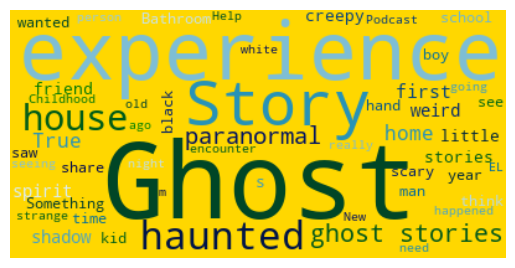 wanted person Bathroom Help creepy Podcast school
experience
white boy
friend Story first going
Childhood old black hand weird see
house ago paranormal home little
True encounter really stories
saw share Ghost scary year EL
seeing night man
spirit s m think
Something New happened
strange time
shadow kid haunted ghost stories
need